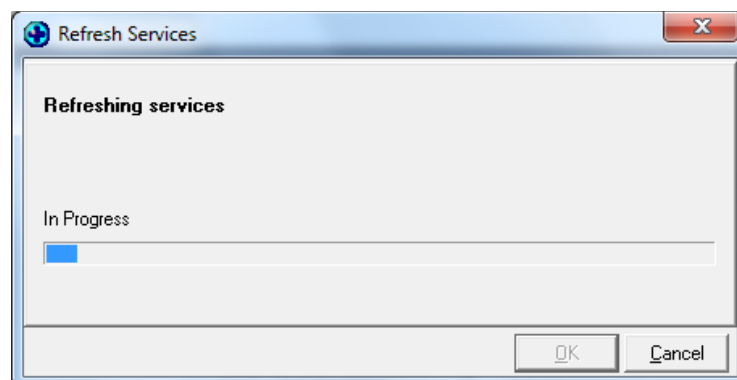 Refresh Services
Refreshing services
In Progress
OK Cancel